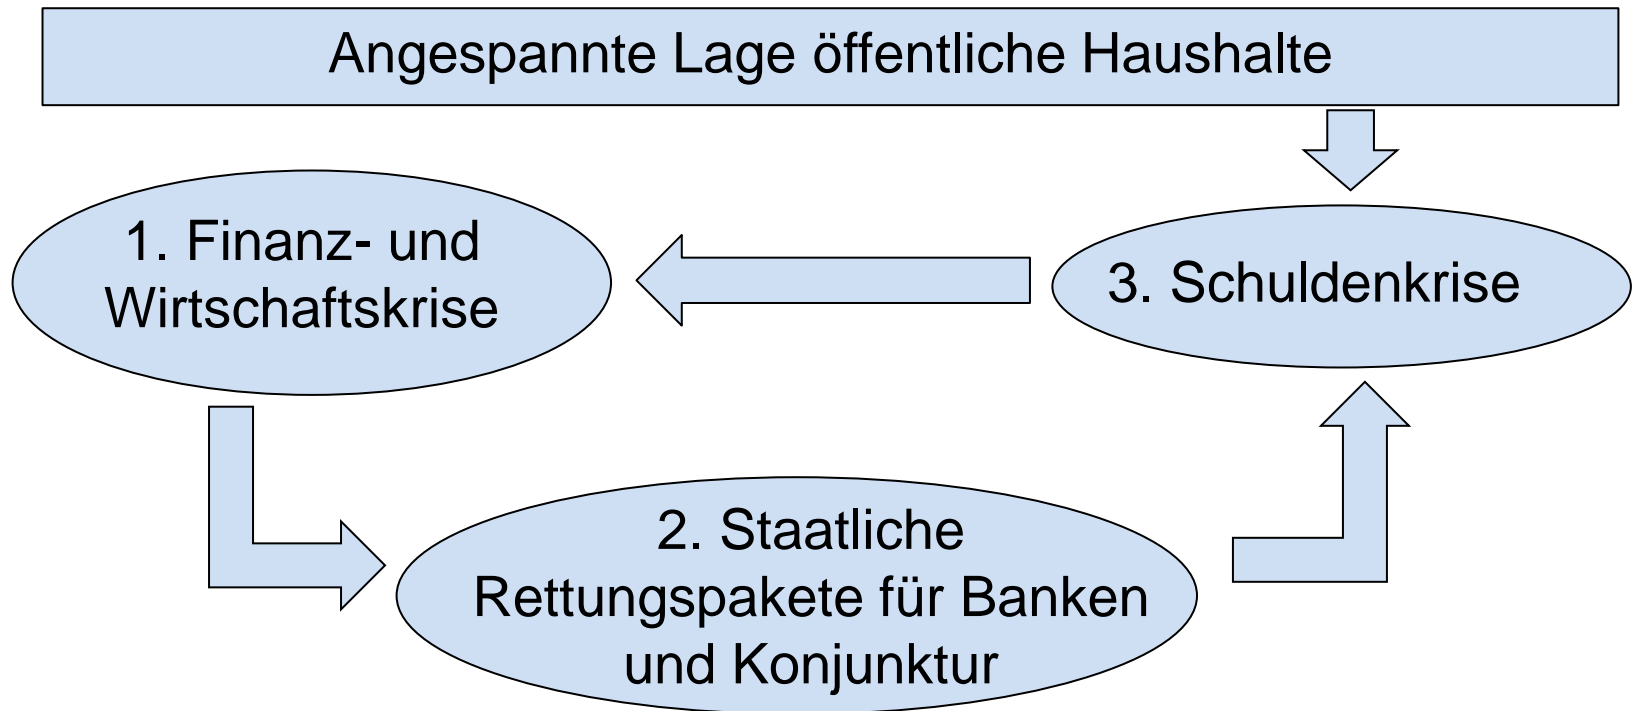 Angespannte Lage öffentliche Haushalte
1. Finanz- und
Wirtschaftskrise
3. Schuldenkrise
2. Staatliche
Rettungspakete für Banken
und Konjunktur